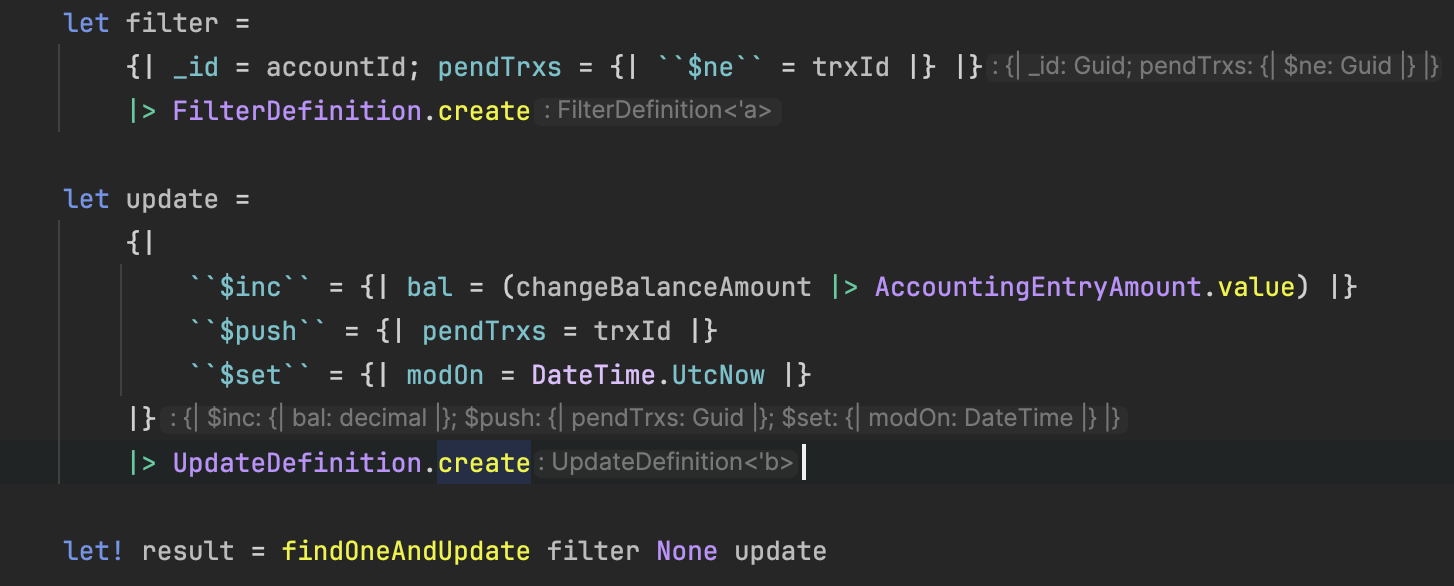 let filter =
{| _id = accountId; pendTrxs = {| ``$ne`` = trxId |} |} : {| _id: Guid; pendTrxs: {| $ne: Guid |} |}
|> FilterDefinition.create : FilterDefinition<'a>
let update =
{|
``$inc`` = {| bal = (changeBalanceAmount |> AccountingEntryAmount.value) |}
``$push`` = {| pendTrxs = trxId |}
``$set`` = {| modOn = DateTime.UtcNow |}
|} : {| $inc: {| bal: decimal |}; $push: {| pendTrxs: Guid |}; $set: {| modOn: DateTime |} |}
|> UpdateDefinition.create : UpdateDefinition<'b>
let! result = findOneAndUpdate filter None update